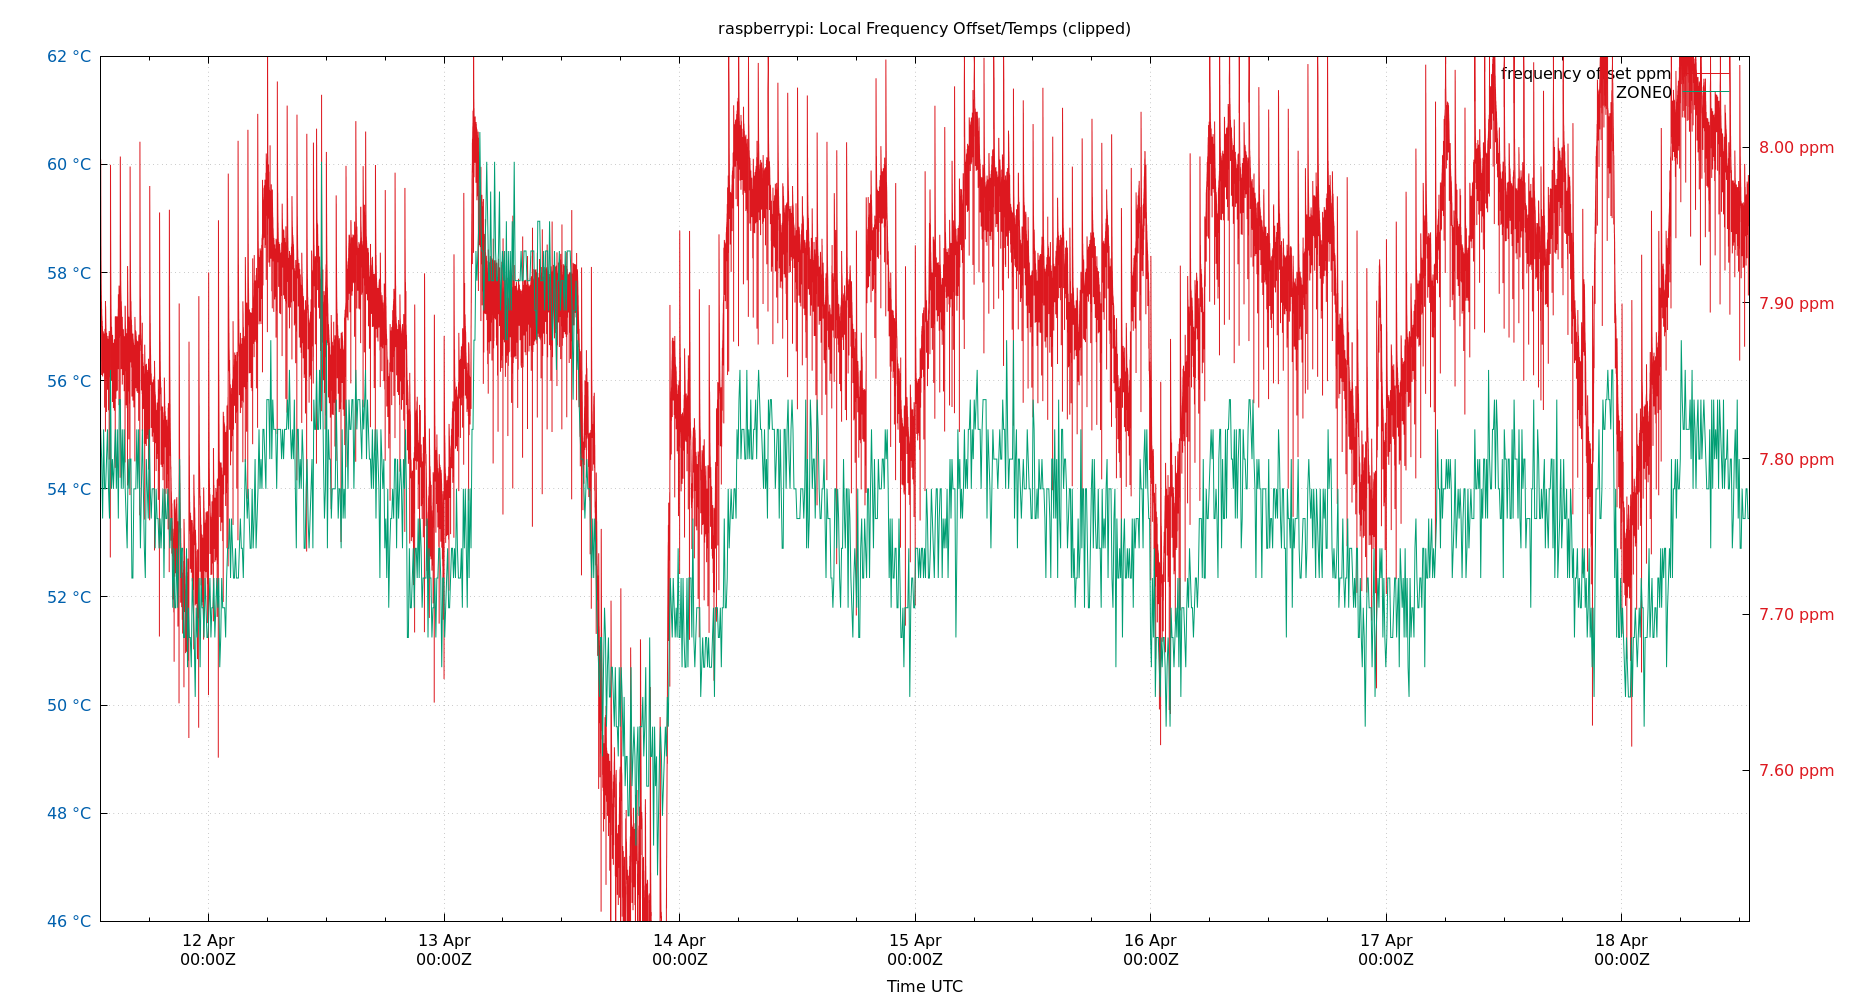 raspberrypi: Local Frequency Offset/Temps (clipped)
62 °C
60 °C
58 °C
56 °C
54 °C
52 °C
50 °C
48 °C
46 °C
frequency offset ppm
ZONE0
8.00 ppm
7.90 ppm
7.80 ppm
7.70 ppm
7.60 ppm
12 Apr
00:00Z
13 Apr
00:00Z
14 Apr
00:00Z
15 Apr
00:00Z
16 Apr
00:00Z
17 Apr
00:00Z
18 Apr
00:00Z
Time UTC